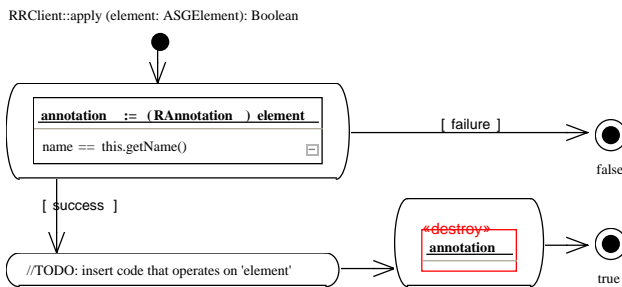 RRClient::apply (element: ASGElement): Boolean
annotation := (RAnnotation ) element
name == this.getName()
[ failure ]
false
[ success ]
//TODO: insert code that operates on 'element'
«destroy»
annotation
true